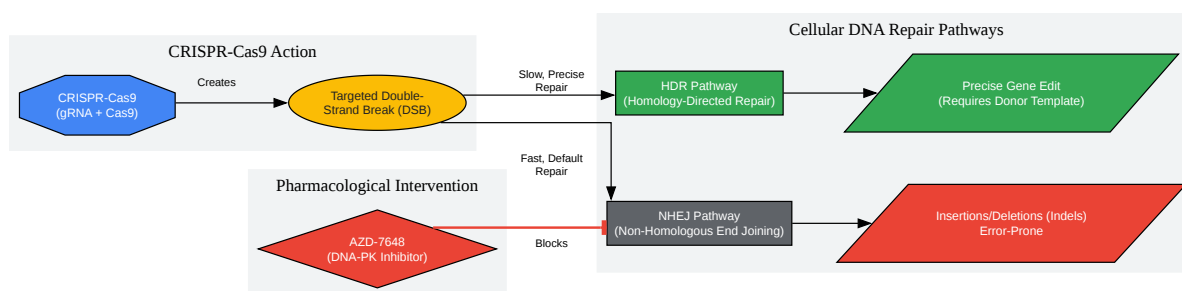 Cellular DNA Repair Pathways
CRISPR-Cas9 Action
CRISPR-Cas9
(gRNA + Cas9)
Creates
Targeted Double-
Strand Break (DSB)
Slow, Precise
Repair
HDR Pathway
(Homology-Directed Repair)
Precise Gene Edit
(Requires Donor Template)
Fast, Default
Repair
Pharmacological Intervention
AZD-7648
(DNA-PK Inhibitor)
Blocks
NHEJ Pathway
(Non-Homologous End Joining)
Insertions/Deletions (Indels)
Error-Prone